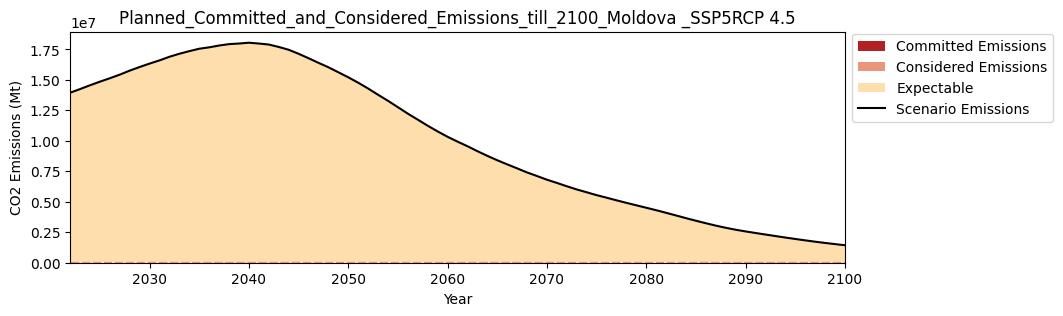 Planned_Committed_and_Considered_Emissions_till_2100_Moldova _SSP5RCP 4.5
1e7
1.75
1.50
1.25
1.00
0.75
0.50
0.25
0.00
CO2 Emissions (Mt)
2030 2040 2050 2060 2070 2080 2090 2100
Year
Committed Emissions
Considered Emissions
Expectable
Scenario Emissions